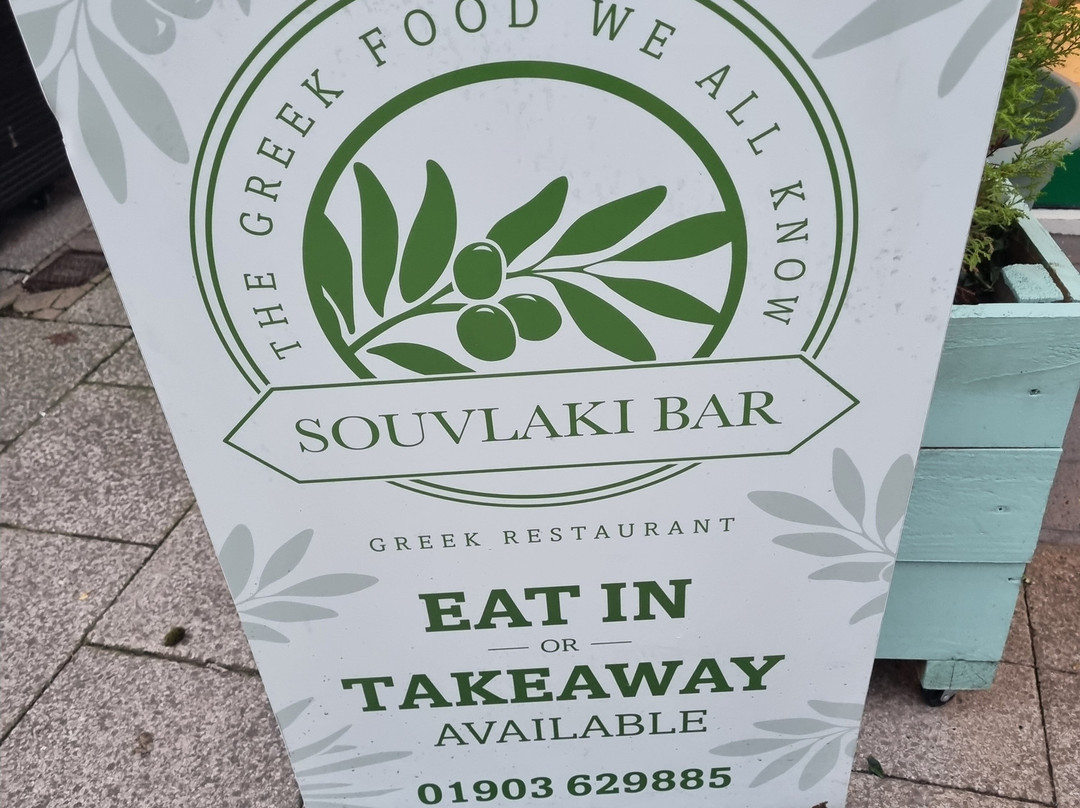 THE GREEK FOOD WE ALL KNOW
SOUVLAKI BAR
GREEK RESTAURANT
EAT IN
OR
TAKEAWAY
AVAILABLE
01903 629885